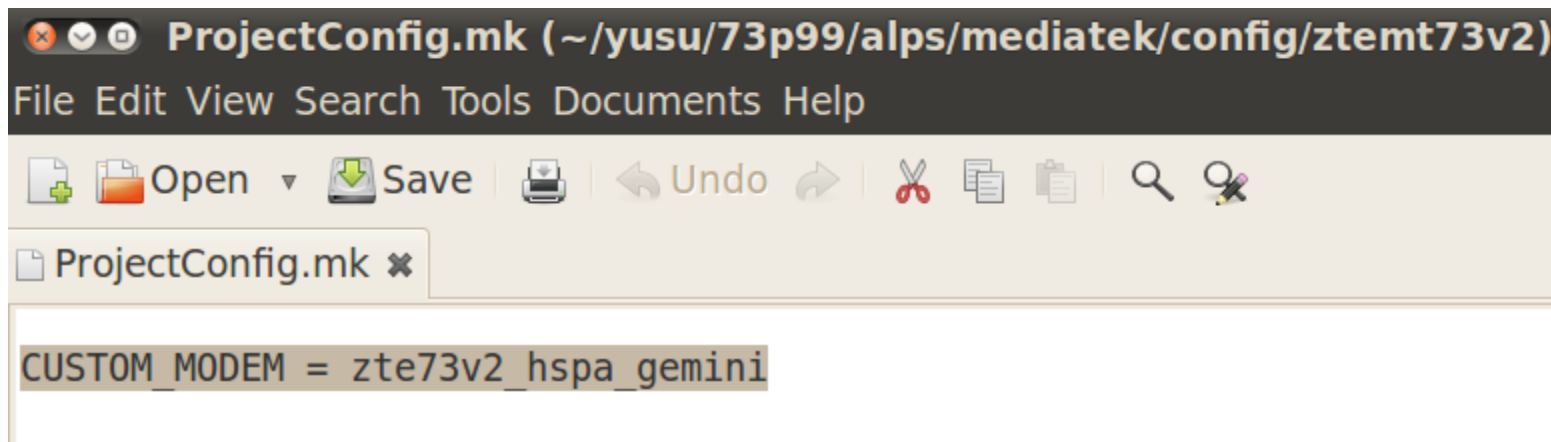 ProjectConfig.mk (~/yusu/73p99/alps/mediatek/config/ztemt73v2)
File Edit View Search Tools Documents Help
Open Save Undo
ProjectConfig.mk
CUSTOM_MODEM = zte73v2_hspa_gemini